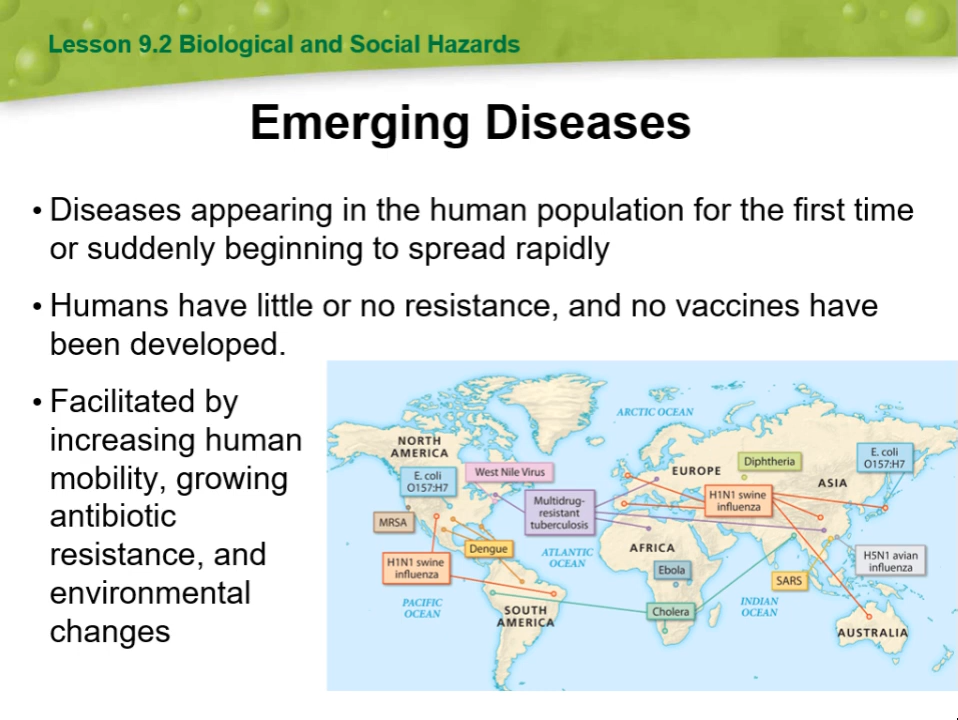 Lesson 9.2 Biological and Social Hazards
Emerging Diseases
• Diseases appearing in the human population for the first time
or suddenly beginning to spread rapidly
• Humans have little or no resistance, and no vaccines have
been developed.
• Facilitated by
increasing human
mobility, growing
antibiotic
resistance, and
environmental
changes
ARCTIC OCEAN
NORTH
AMERICA
E. coli
O157:H7
West Nile Virus
Multidrug-
resistant
tuberculosis
MRSA
Dengue
H1N1 swine
influenza
PACIFIC
OCEAN
ATLANTIC
OCEAN
SOUTH
AMERICA
EUROPE
Diphtheria
E. coli
O157:H7
ASIA
H1N1 swine
influenza
AFRICA
Ebola
Cholera
SARS
H5N1 avian
influenza
INDIAN
OCEAN
AUSTRALIA